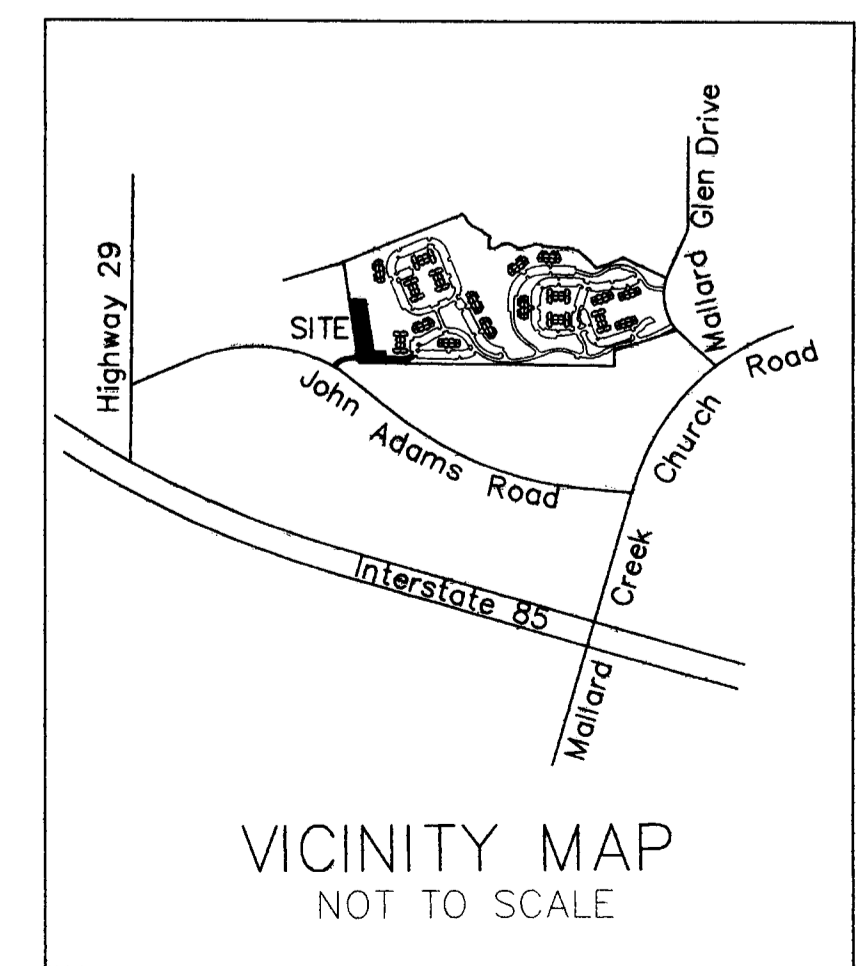 Mallard Glen Drive
Highway 29
SITE
John Adams Road
Mallard Creek Church Road
Interstate 85
VICINITY MAP
NOT TO SCALE